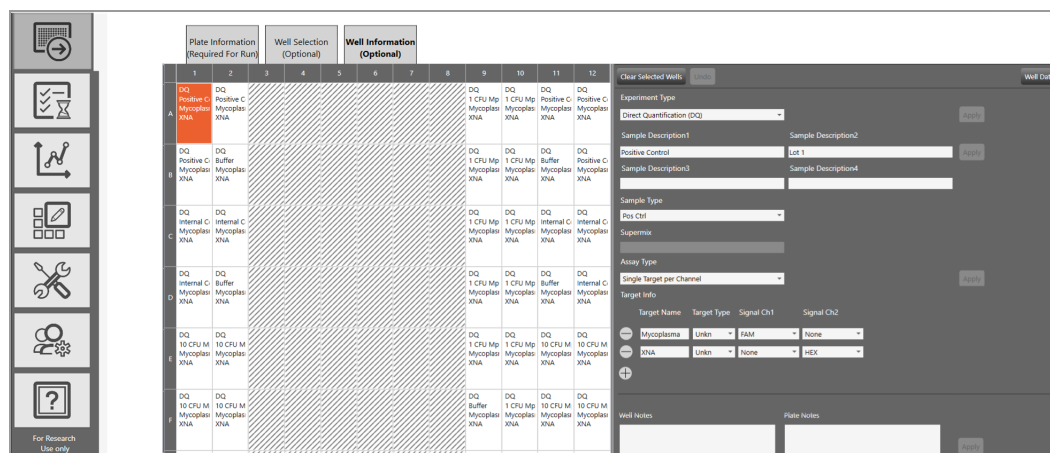 Plate Information
(Required For Run)
Well Selection
(Optional)
Well Information
(Optional)
1 2 3 4 5 6 7 8 9 10 11 12
A
DQ DQ DQ DQ DQ DQ
Positive C Positive C 1 CFU Mp 1 CFU Mp Positive C Positive C
Mycoplas Mycoplas Mycoplas Mycoplas Mycoplas Mycoplas
XNA XNA XNA XNA XNA XNA
B
DQ DQ DQ DQ DQ DQ
Positive C Buffer 1 CFU Mp 1 CFU Mp Buffer Positive C
Mycoplas Mycoplas Mycoplas Mycoplas Mycoplas Mycoplas
XNA XNA XNA XNA XNA XNA
C
DQ DQ DQ DQ DQ DQ
Internal C Internal C 1 CFU Mp 1 CFU Mp Internal C Internal C
Mycoplas Mycoplas Mycoplas Mycoplas Mycoplas Mycoplas
XNA XNA XNA XNA XNA XNA
D
DQ DQ DQ DQ DQ DQ
Internal C Buffer 1 CFU Mp 1 CFU Mp Buffer Internal C
Mycoplas Mycoplas Mycoplas Mycoplas Mycoplas Mycoplas
XNA XNA XNA XNA XNA XNA
E
DQ DQ DQ DQ DQ DQ
10 CFU M 10 CFU M 1 CFU Mp 1 CFU Mp 10 CFU M 10 CFU M
Mycoplas Mycoplas Mycoplas Mycoplas Mycoplas Mycoplas
XNA XNA XNA XNA XNA XNA
F
DQ DQ DQ DQ DQ DQ
10 CFU M 10 CFU M Buffer 1 CFU Mp 10 CFU M 10 CFU M
Mycoplas Mycoplas Mycoplas Mycoplas Mycoplas Mycoplas
XNA XNA XNA XNA XNA XNA
Clear Selected Wells Undo Well Dat
Experiment Type
Direct Quantification (DQ) Apply
Sample Description1 Sample Description2
Positive Control Lot 1 Apply
Sample Description3 Sample Description4
Sample Type
Pos Ctrl
Supermix
Assay Type
Single Target per Channel Apply
Target Info
Target Name Target Type Signal Ch1 Signal Ch2
Mycoplasma Unkn FAM None
XNA Unkn None HEX
Well Notes Plate Notes
Apply
?
For Research
Use only